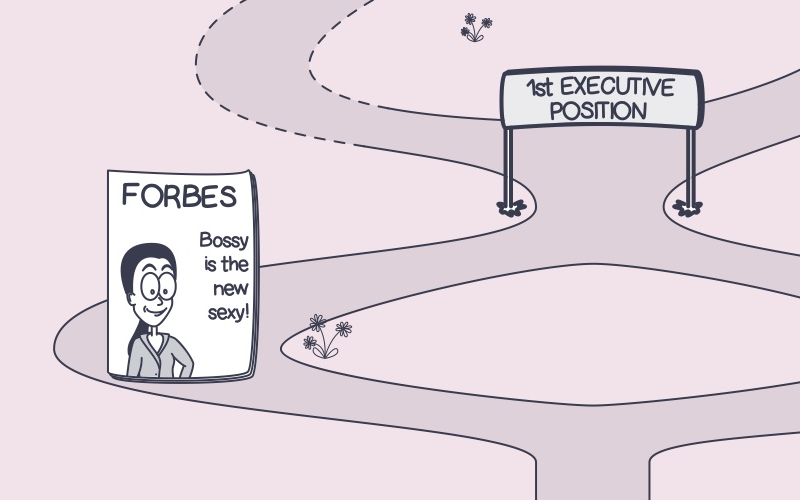 1st EXECUTIVE
POSITION
FORBES
Bossy
is the
new
sexy!